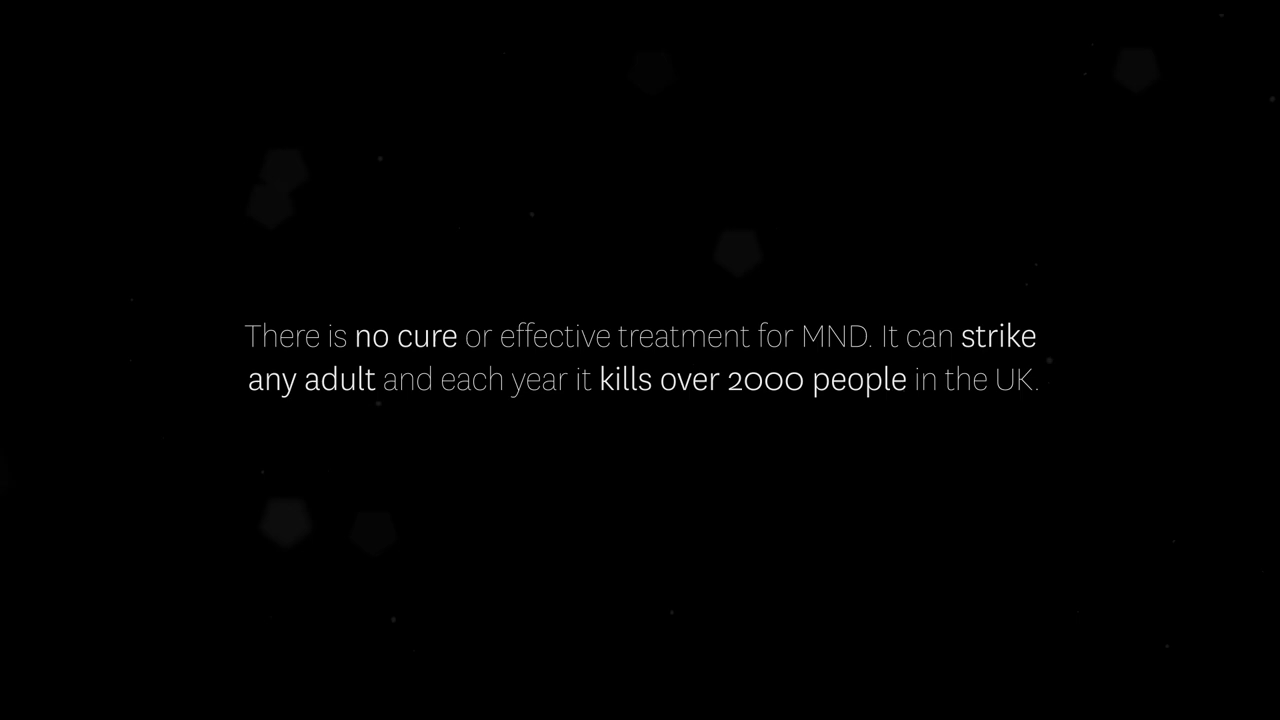 There is no cure or effective treatment for MND. It can strike
any adult and each year it kills over 2000 people in the UK.